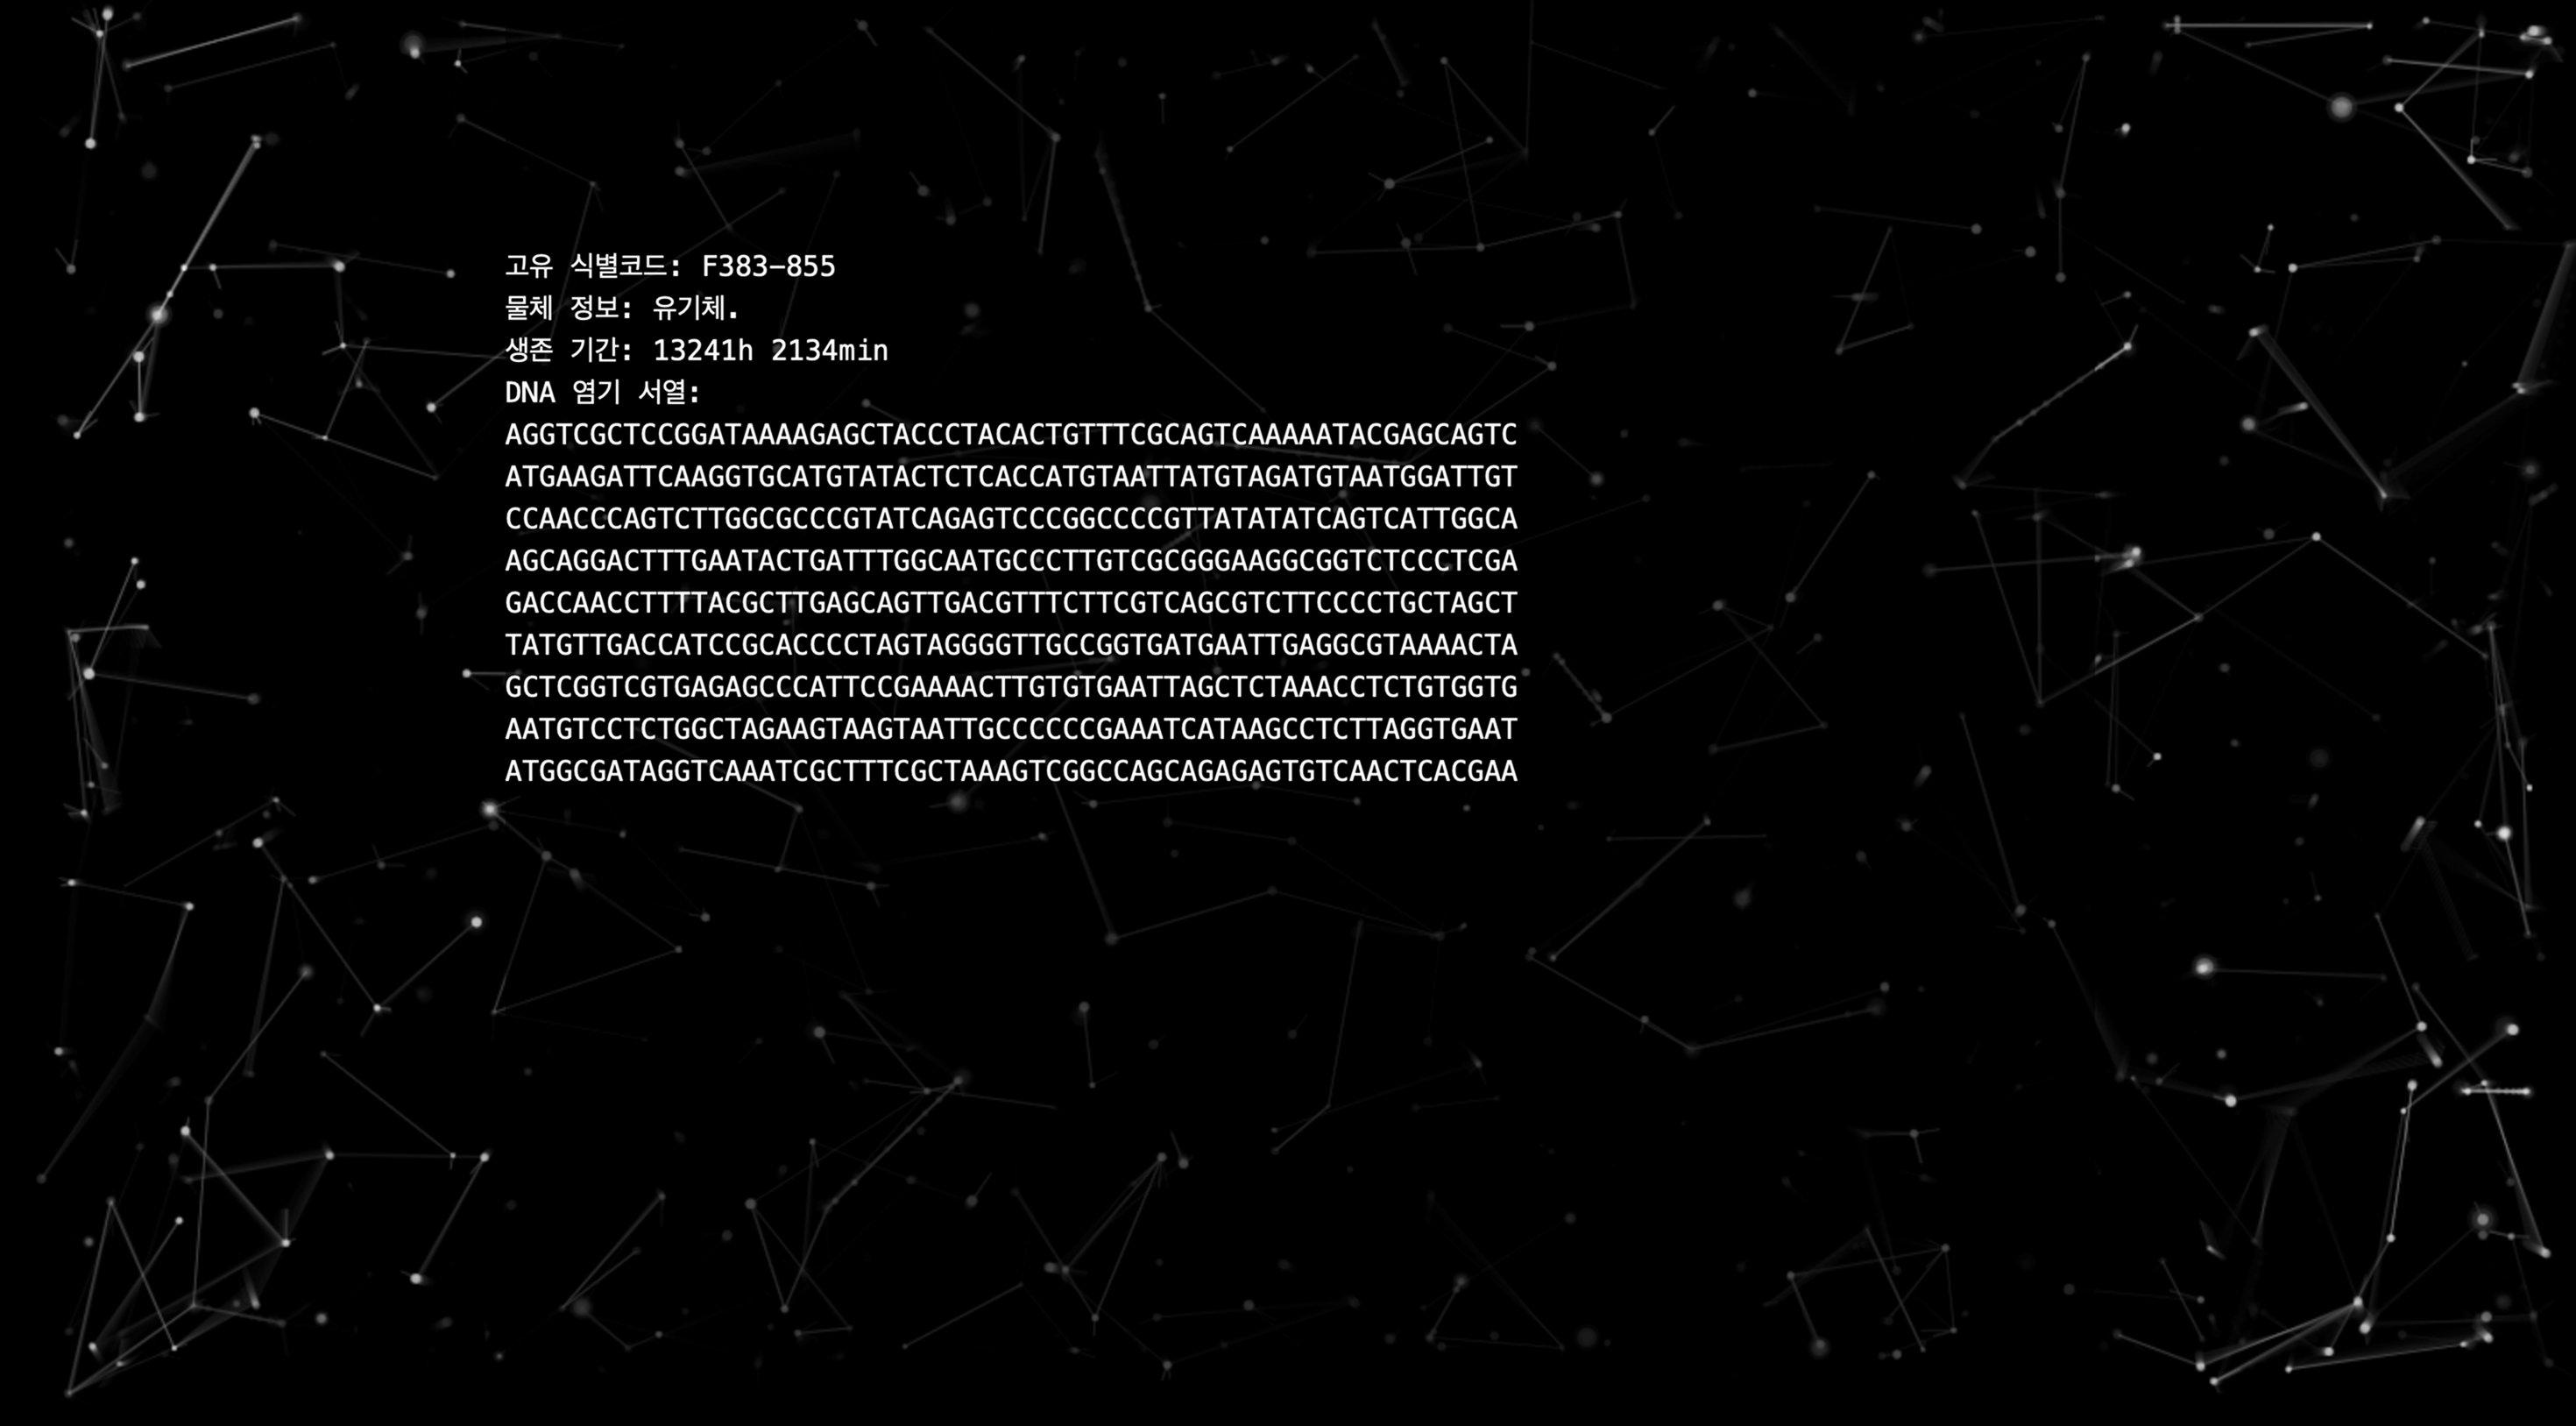 고유 식별코드: F383–855
물체 정보: 유기체.
생존 기간: 13241h 2134min
DNA 염기 서열:
AGGTCGCTCCGGATAAAAGAGCTACCCTACACTGTTTCGCAGTCAAAAATACGAGCAGTC
ATGAAGATTCAAGGTGCATGTATACTCTCACCATGTAATTATGTAGATGTAATGGATTGT
CCAACCCAGTCTTGGCGCCCGTATCAGAGTCCCGGCCCCGTTATATATCAGTCATTGGCA
AGCAGGACTTTGAATACTGATTTGGCAATGCCCTTGTCGCGGGAAGGCGGTCTCCCTCGA
GACCAACCTTTTACGCTTGAGCAGTTGACGTTTCTTCGTCAGCGTCTTCCCCTGCTAGCT
TATGTTGACCATCCGCACCCCTAGTAGGGGTTGCCGGTGATGAATTGAGGCGTAAAACTA
GCTCGGTCGTGAGAGCCCATTCCGAAAACTTGTGTGAATTAGCTCTAAACCTCTGTGGTG
AATGTCCTCTGGCTAGAAGTAAGTAATTGCCCCCCGAAATCATAAGCCTCTTAGGTGAAT
ATGGCGATAGGTCAAATCGCTTTCGCTAAAGTCGGCCAGCAGAGAGTGTCAACTCACGAA